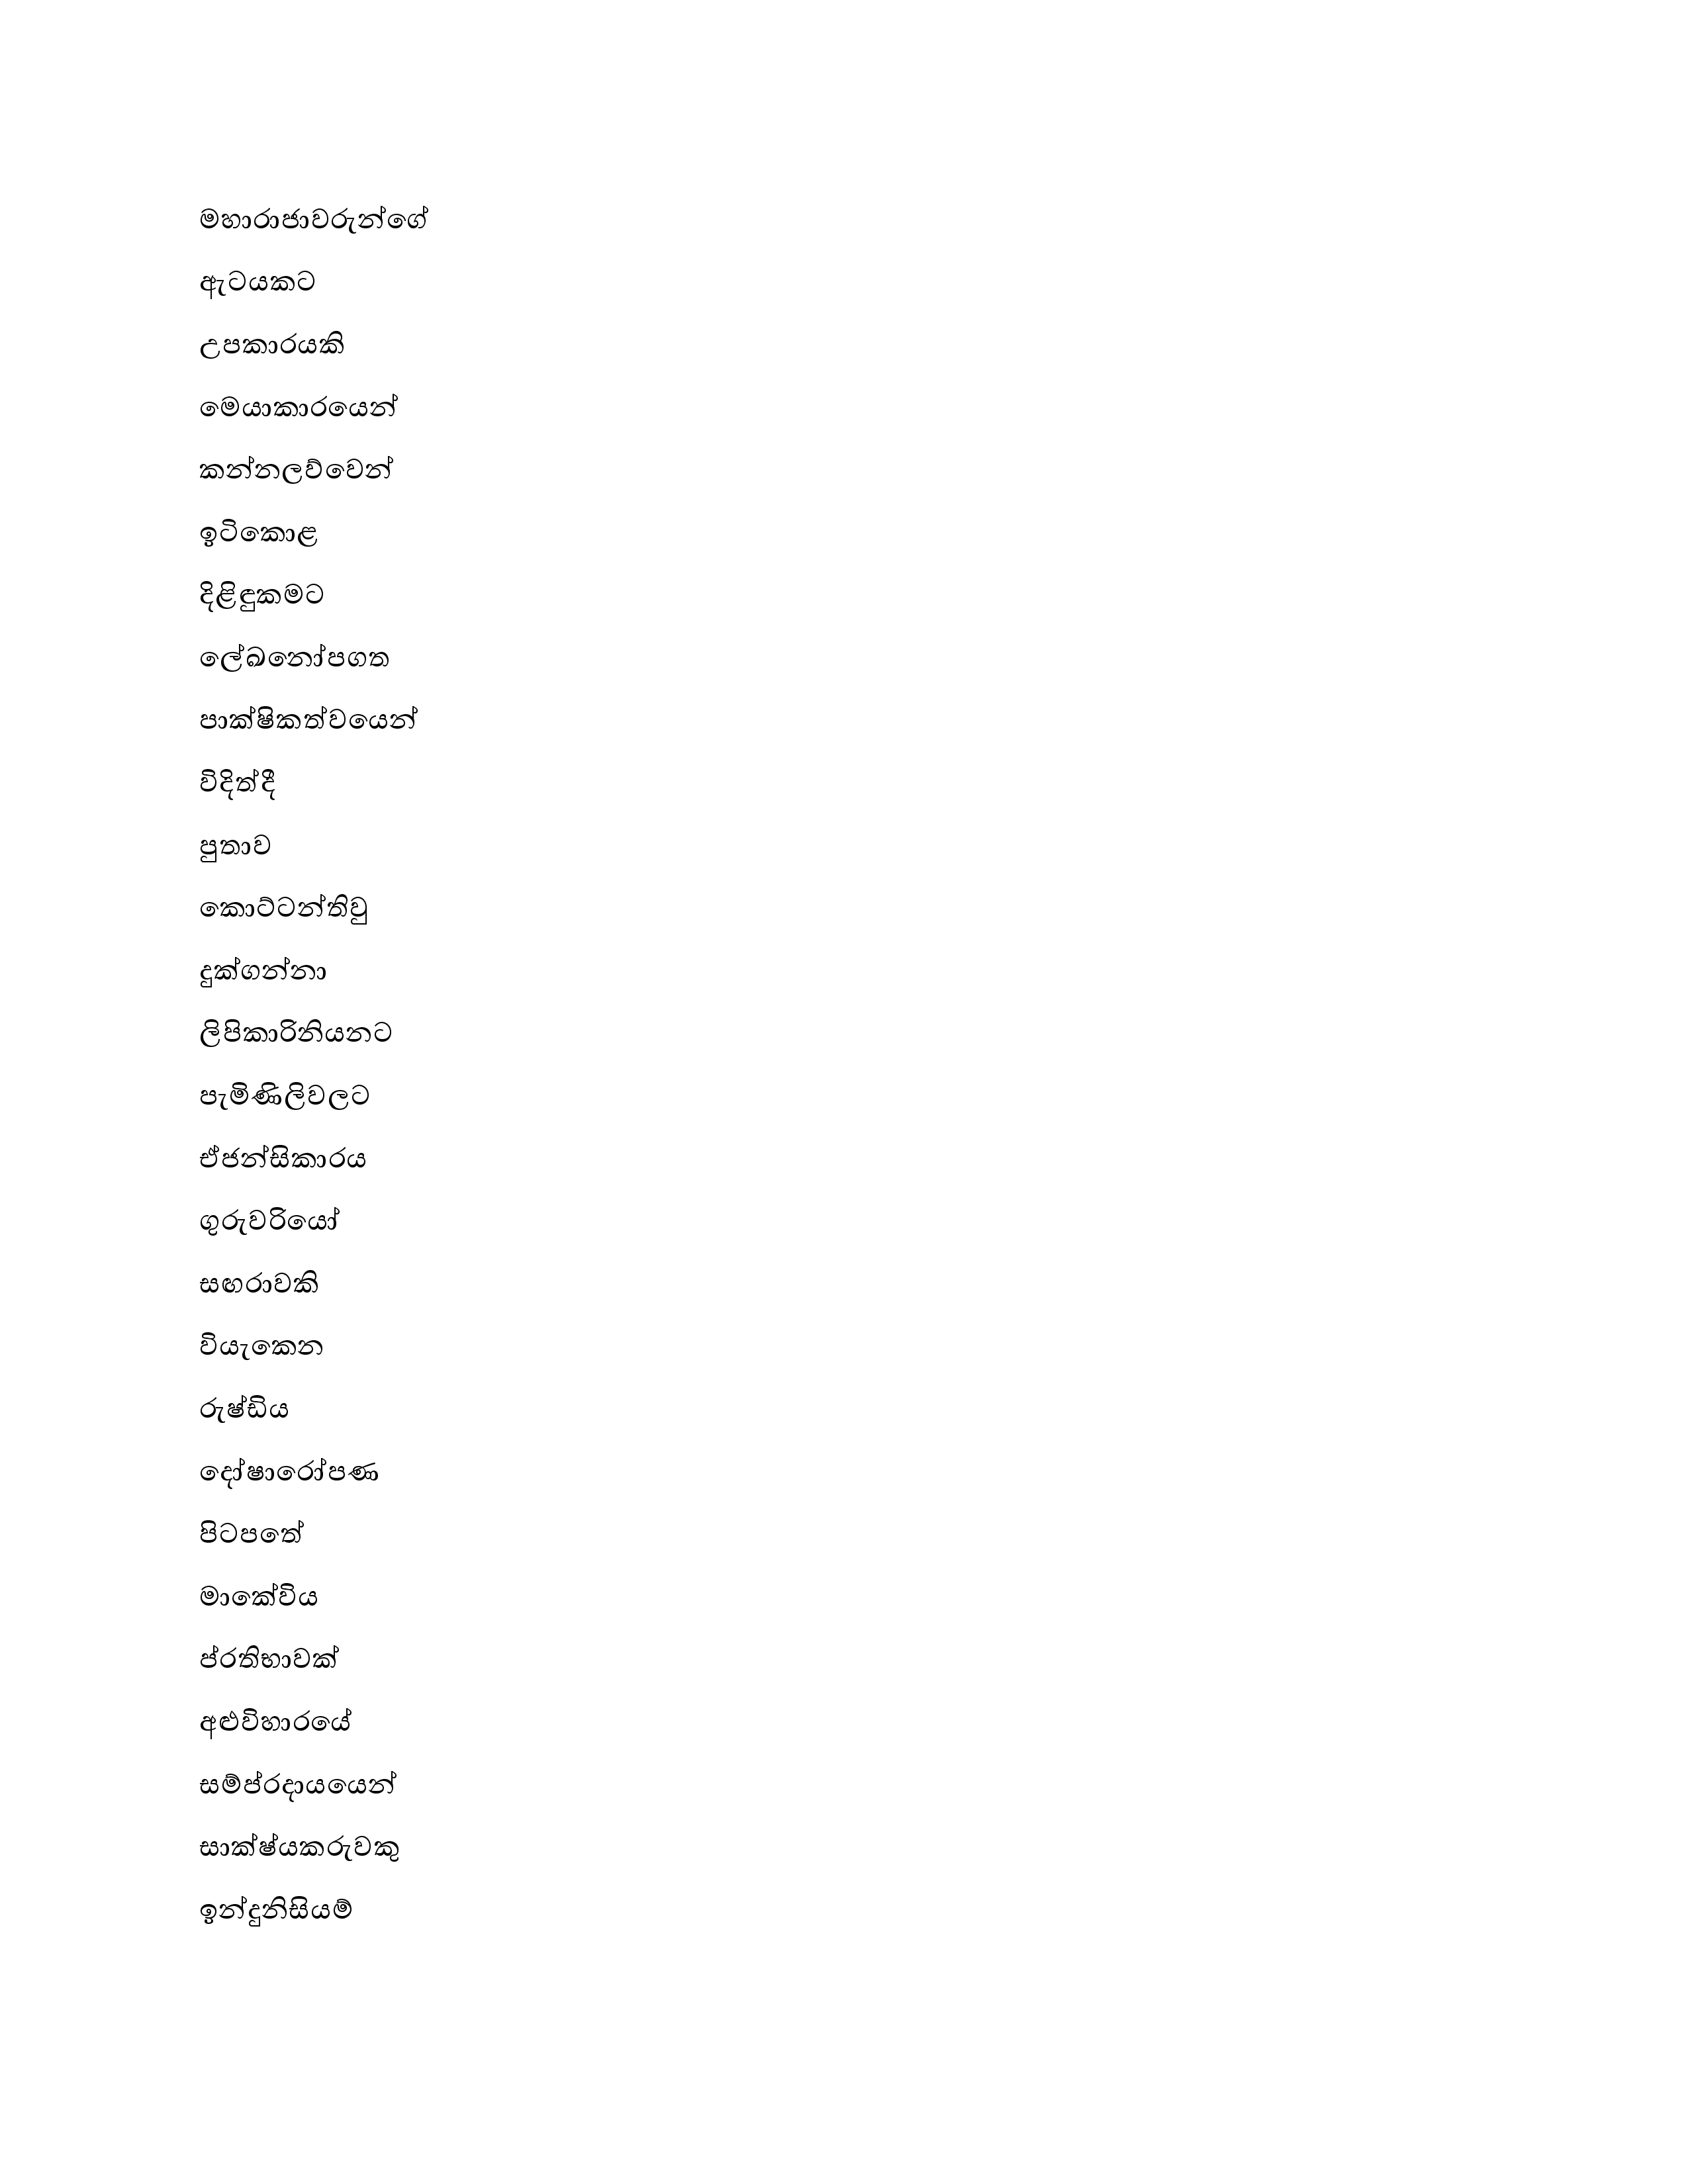 මහාරාජාවරුන්ගේ
ඇටයකට
උපකාරයකි
මෙයාකාරයෙන්
කන්නලව්වෙන්
ඉටිකොළ
දිළිඳුකමට
ලේඛනෝපගත
පාක්ෂිකත්වයෙන්
විදිත්දී
පුතාව
කොට්ටන්තිවු
දුක්ගන්නා
ලිපිකාරිනියනට
පැමිණිලිවලට
ඒජන්සිකාරය
ගුරුවරියෝ
සඟරාවකි
වියැකෙන
රුෂ්ඩිය
දෝෂාරෝපණ
පිටපතේ
මාකේවිය
ප්රතිභාවක්
අළුවිහාරයේ
සම්ප්රදායයෙන්
සාක්ෂ්යකරුවකු
ඉන්දුනිසියම්